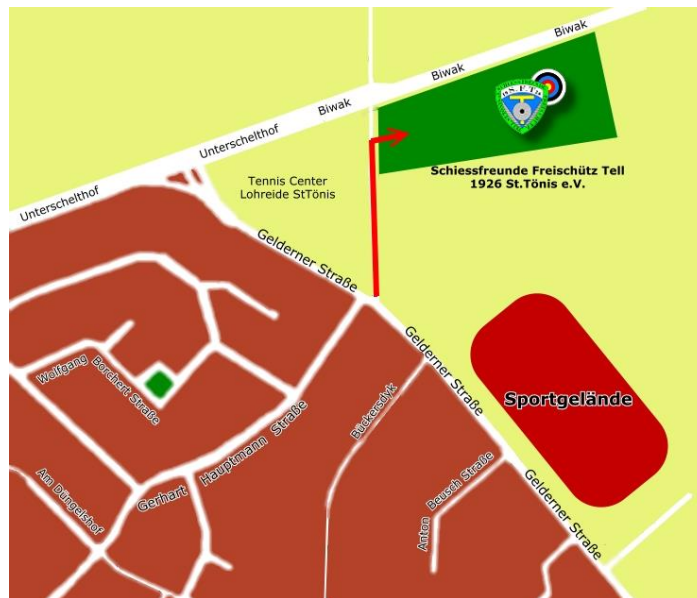 Biwak
Biwak
Biwak
Unterschelthof
Unterschelthof
S.F.T.
Schiessfreunde Freischütz Tell
1926 St.Tönis e.V.
Tennis Center
Lohreide StTönis
Gelderner Straße
Gelderner Straße
Gelderner Straße
Sportgelände
Wolfgang
Borchert Straße
Bückersdyk
Gerhart Hauptmann Straße
Am Düngelshof
Anton Beusch Straße